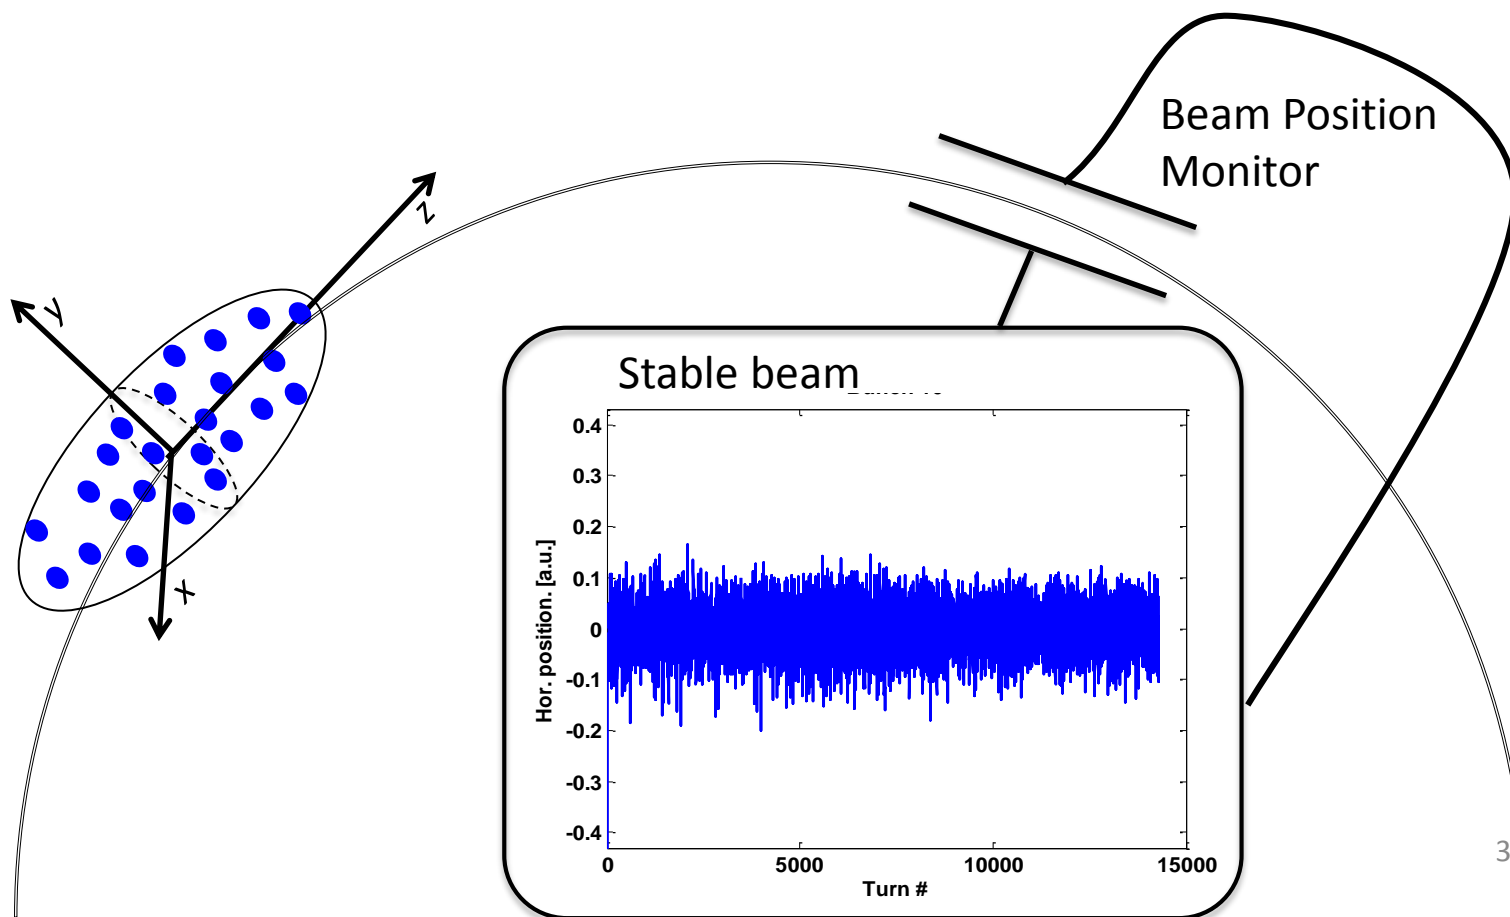 Beam Position
Monitor
z
y
x
Stable beam
0.4
0.3
0.2
0.1
0
-0.1
-0.2
-0.3
-0.4
Hor. position. [a.u.]
0
5000
10000
15000
Turn #
3